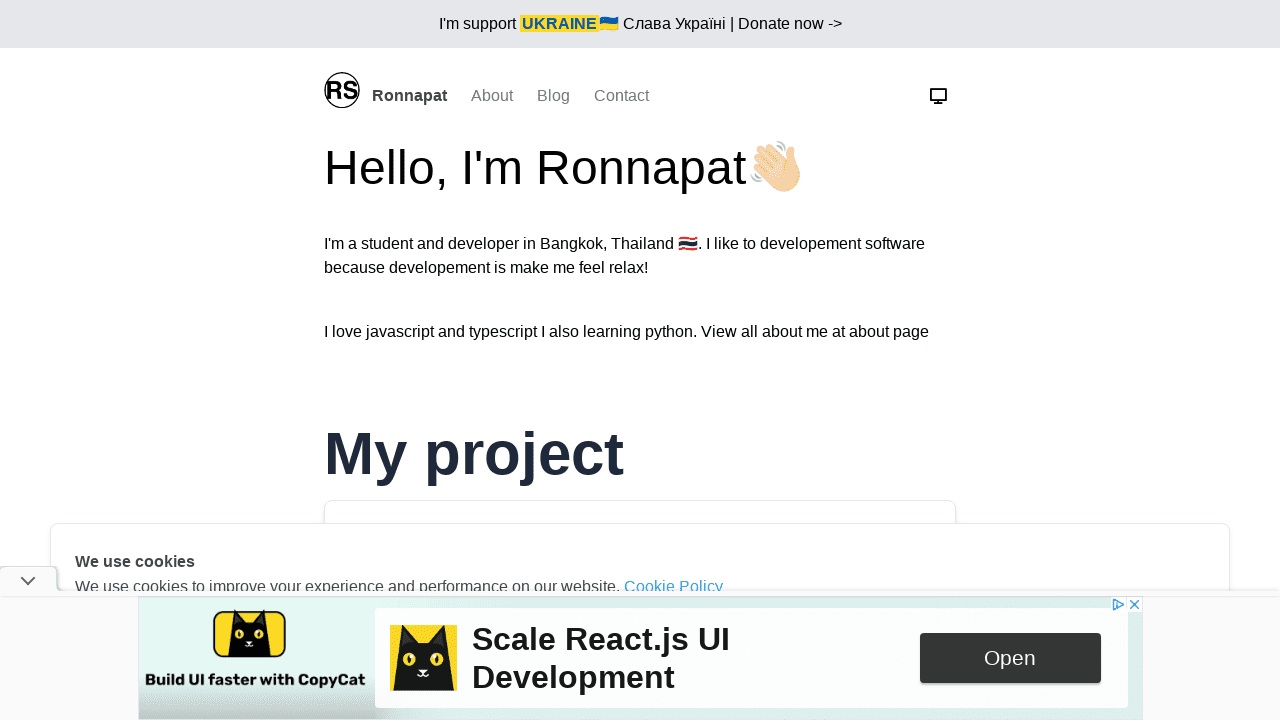 I'm support UKRAINE🇺🇦 Слава Україні | Donate now ->
RS Ronnapat About Blog Contact
Hello, I'm Ronnapat👋🏻
I'm a student and developer in Bangkok, Thailand 🇹🇭. I like to developement software
because developement is make me feel relax!
I love javascript and typescript I also learning python. View all about me at about page
My project
We use cookies
We use cookies to improve your experience and performance on our website. Cookie Policy
Build UI faster with CopyCat
Scale React.js UI
Development
Open